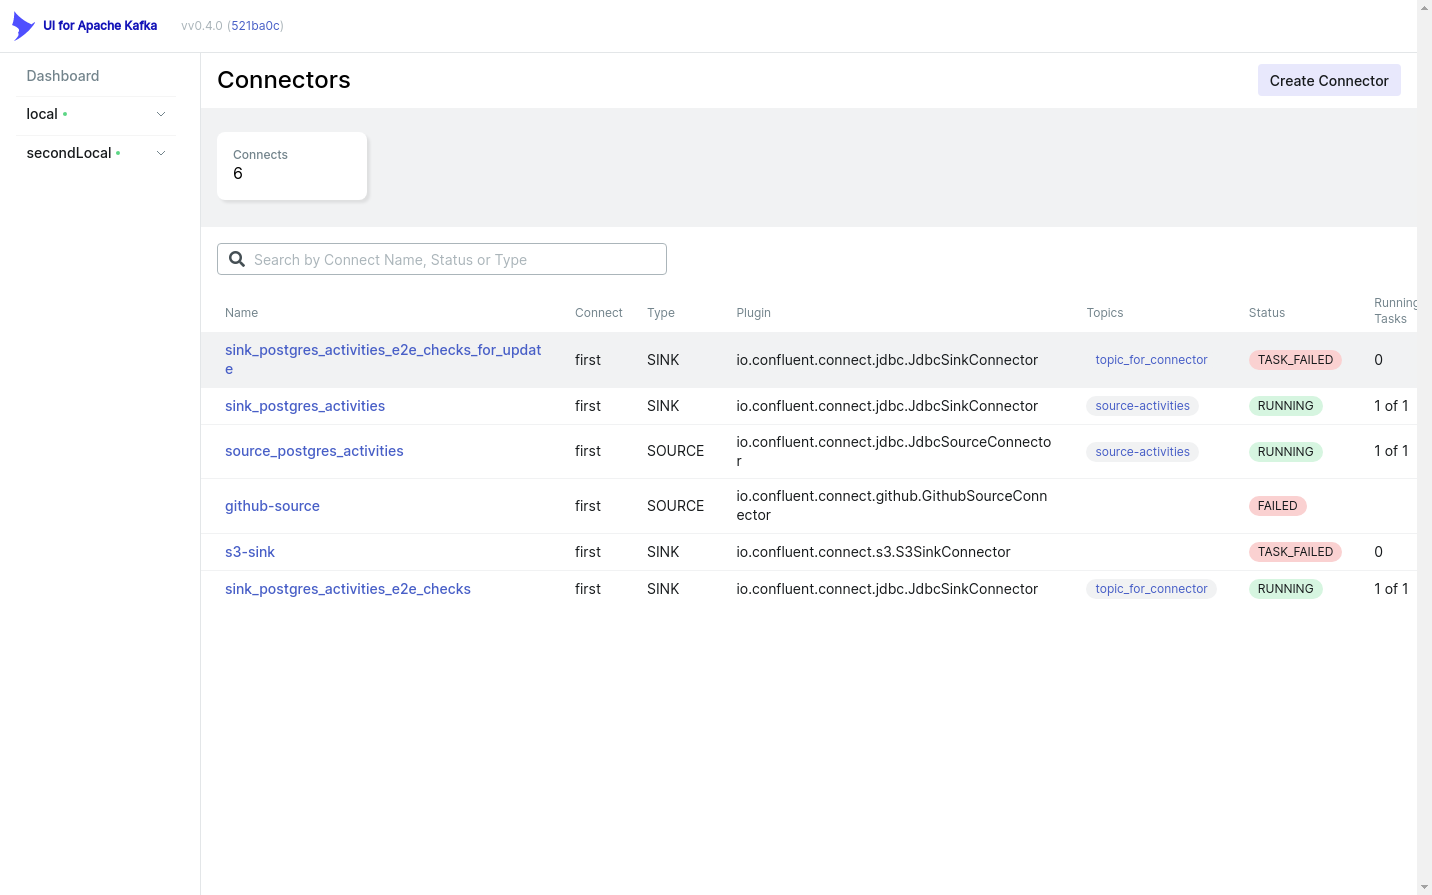 UI for Apache Kafka vv0.4.0 (521ba0c)
Dashboard
local
secondLocal
Connectors
Create Connector
Connects
6
Search by Connect Name, Status or Type
Name Connect Type Plugin Topics Status Running
Tasks
sink_postgres_activities_e2e_checks_for_updat
e
first SINK io.confluent.connect.jdbc.JdbcSinkConnector topic_for_connector TASK_FAILED 0
sink_postgres_activities first SINK io.confluent.connect.jdbc.JdbcSinkConnector source-activities RUNNING 1 of 1
source_postgres_activities first SOURCE io.confluent.connect.jdbc.JdbcSourceConnecto
r
source-activities RUNNING 1 of 1
github-source first SOURCE io.confluent.connect.github.GithubSourceConn
ector
FAILED
s3-sink first SINK io.confluent.connect.s3.S3SinkConnector TASK_FAILED 0
sink_postgres_activities_e2e_checks first SINK io.confluent.connect.jdbc.JdbcSinkConnector topic_for_connector RUNNING 1 of 1